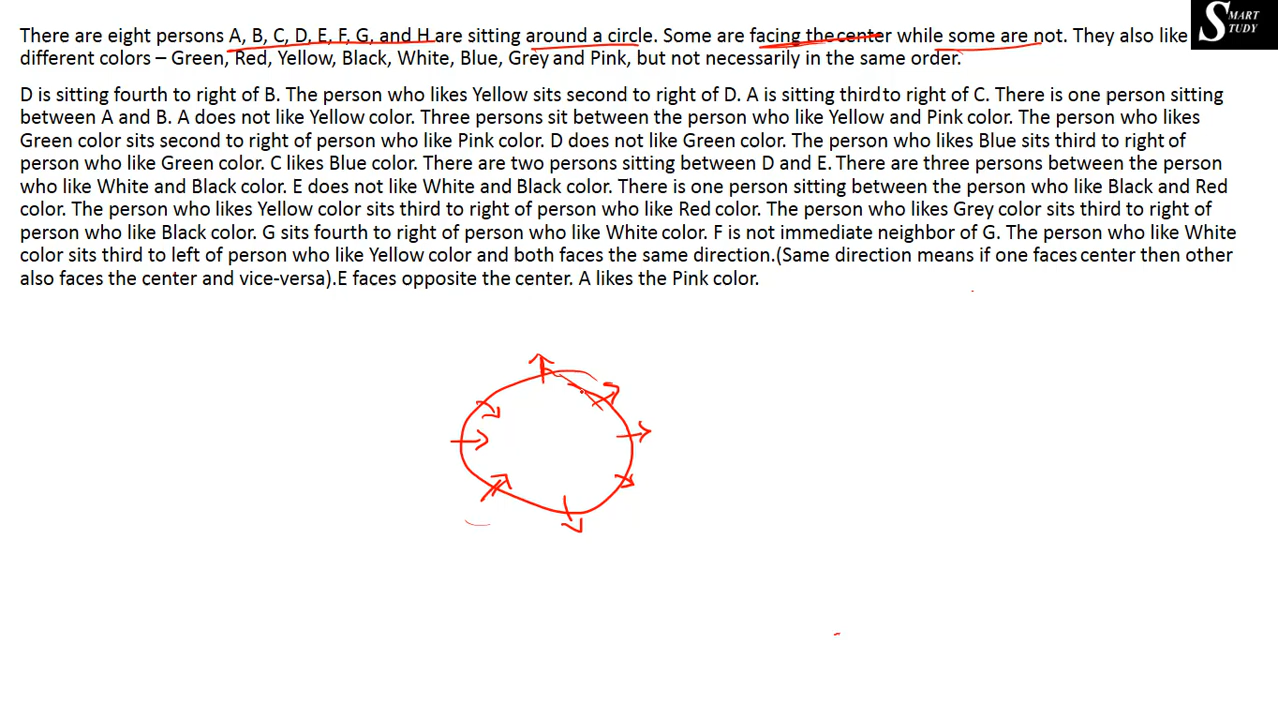 SMART
STUDY
There are eight persons A, B, C, D, E, F, G, and H are sitting around a circle. Some are facing the center while some are not. They also like
different colors – Green, Red, Yellow, Black, White, Blue, Grey and Pink, but not necessarily in the same order.
D is sitting fourth to right of B. The person who likes Yellow sits second to right of D. A is sitting third to right of C. There is one person sitting
between A and B. A does not like Yellow color. Three persons sit between the person who like Yellow and Pink color. The person who likes
Green color sits second to right of person who like Pink color. D does not like Green color. The person who likes Blue sits third to right of
person who like Green color. C likes Blue color. There are two persons sitting between D and E. There are three persons between the person
who like White and Black color. E does not like White and Black color. There is one person sitting between the person who like Black and Red
color. The person who likes Yellow color sits third to right of person who like Red color. The person who likes Grey color sits third to right of
person who like Black color. G sits fourth to right of person who like White color. F is not immediate neighbor of G. The person who like White
color sits third to left of person who like Yellow color and both faces the same direction.(Same direction means if one faces center then other
also faces the center and vice-versa).E faces opposite the center. A likes the Pink color.